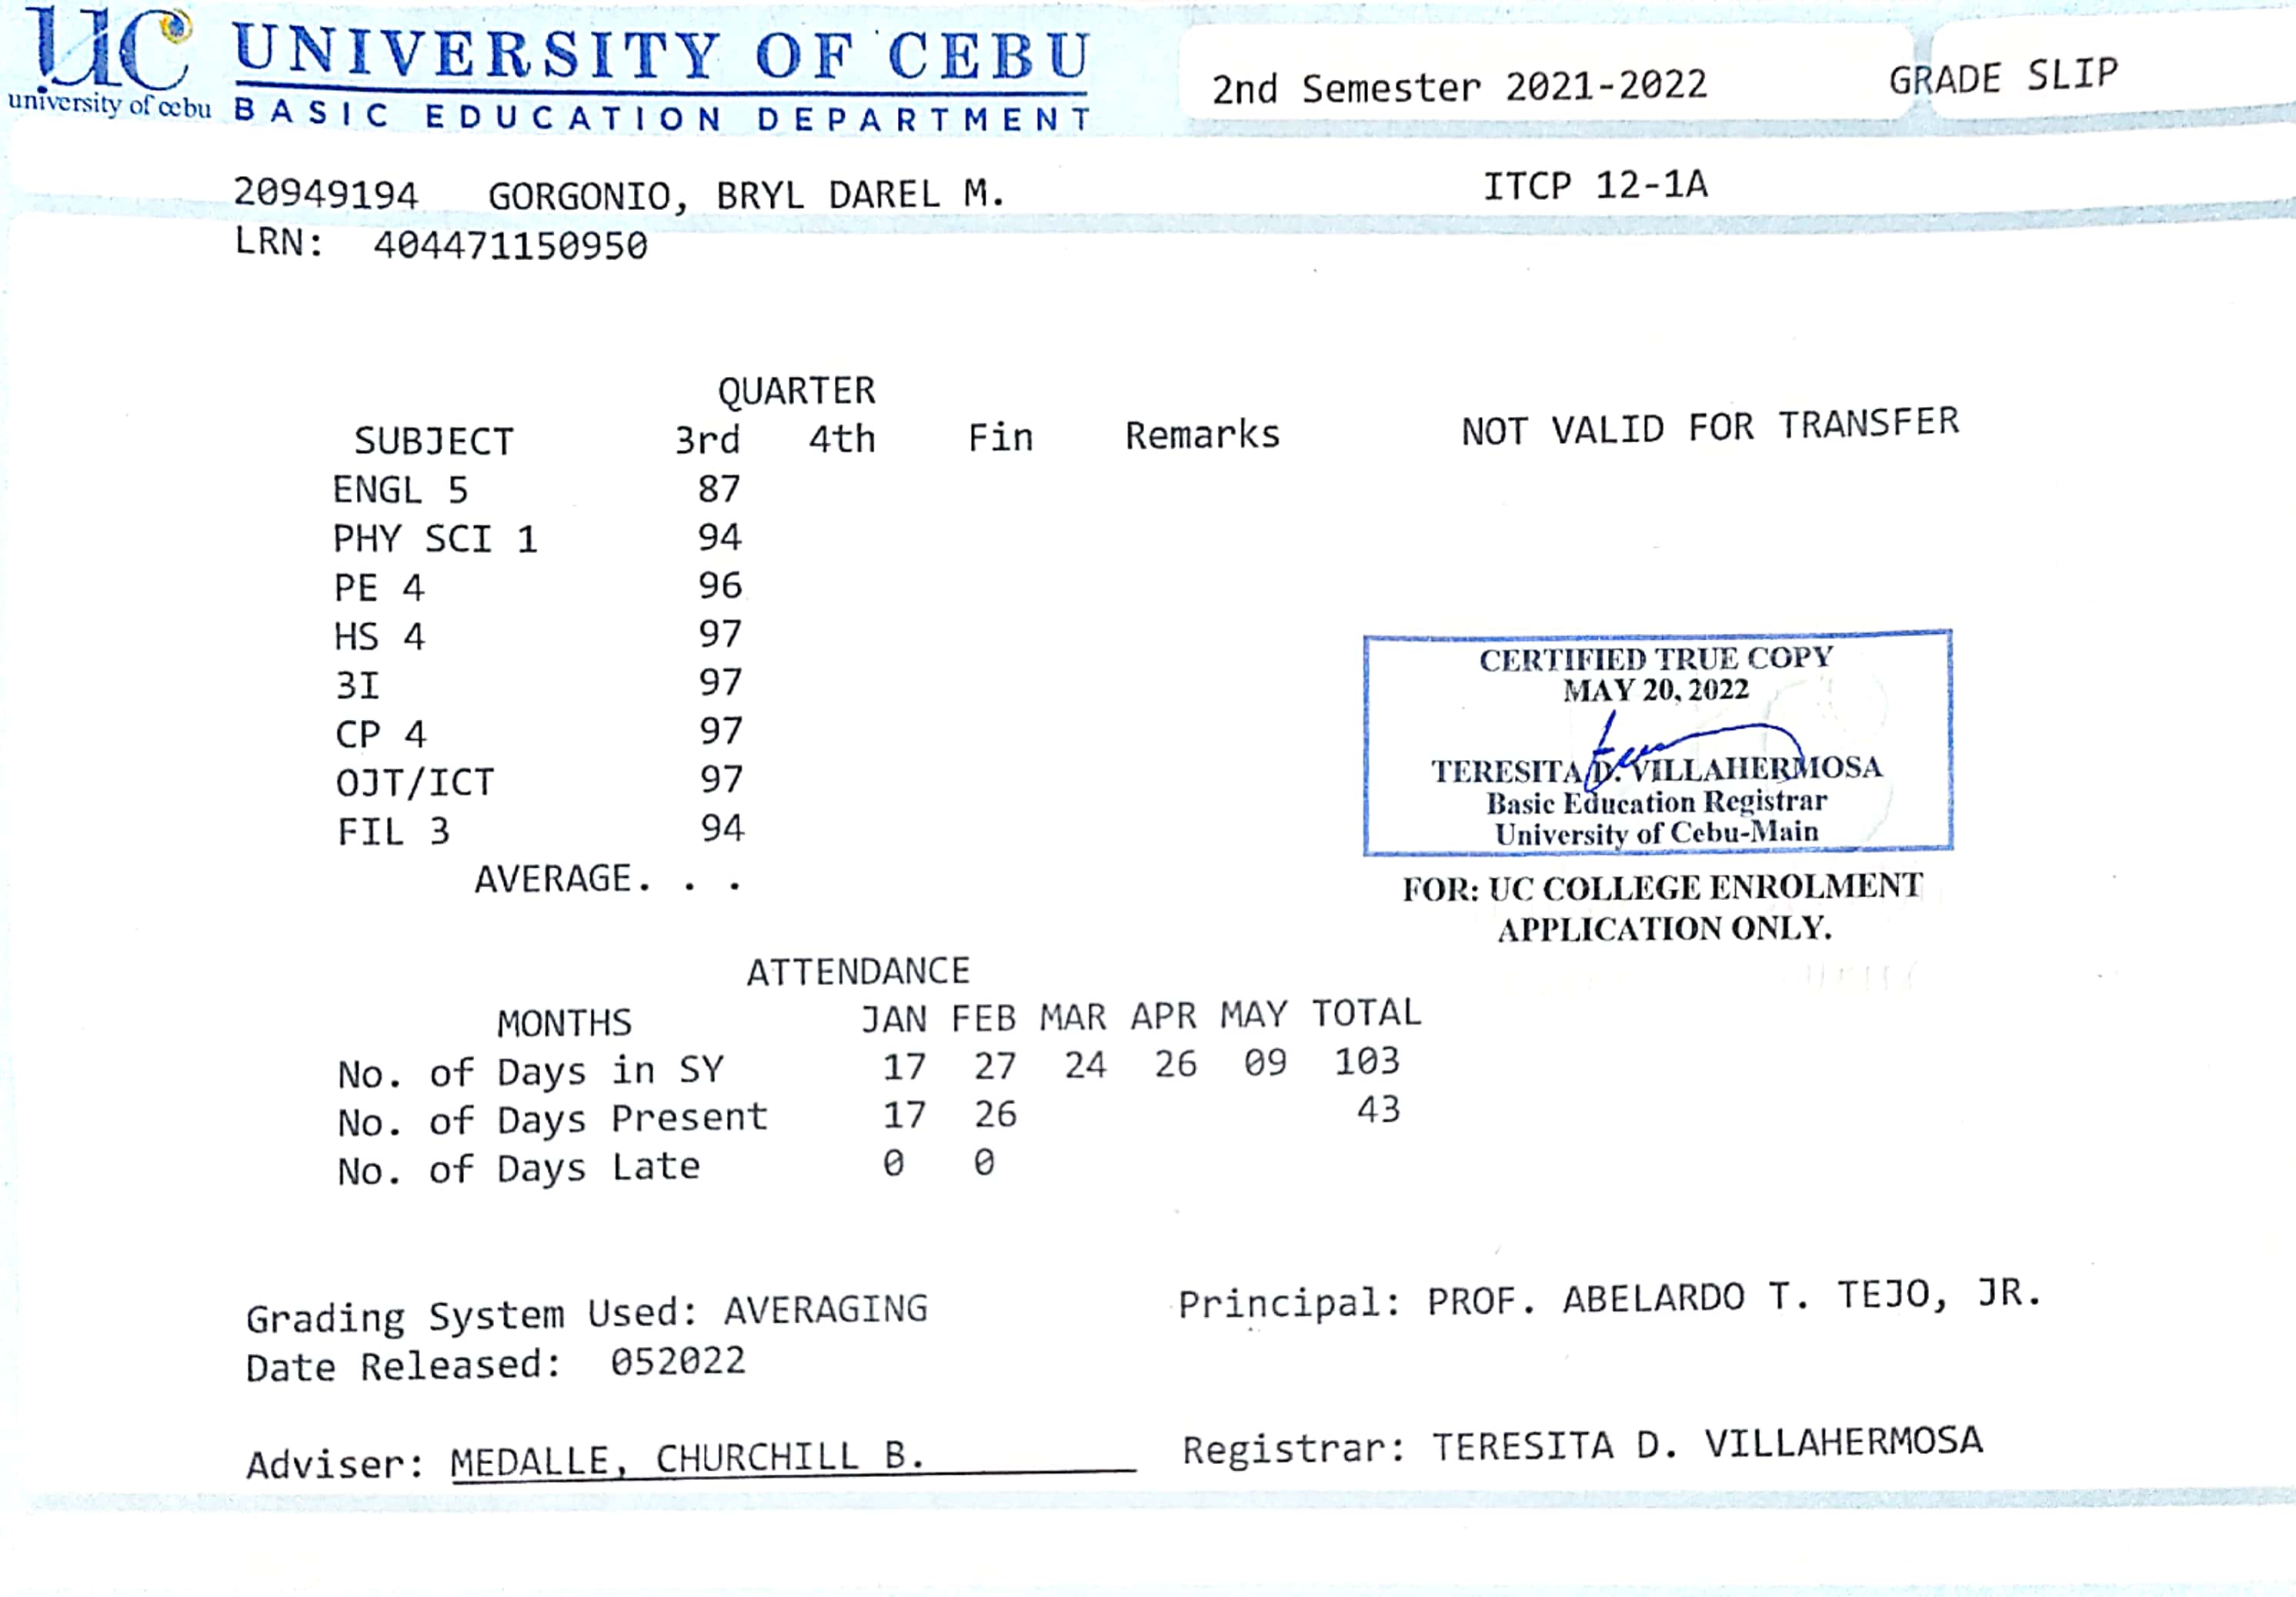 UC UNIVERSITY OF CEBU
university of cebu BASIC EDUCATION DEPARTMENT
2nd Semester 2021-2022 GRADE SLIP
20949194 GORGONIO, BRYL DAREL M. ITCP 12-1A
LRN: 404471150950
QUARTER
SUBJECT 3rd 4th Fin Remarks NOT VALID FOR TRANSFER
ENGL 5 87
PHY SCI 1 94
PE 4 96
HS 4 97
3I 97
CP 4 97
OJT/ICT 97
FIL 3 94
AVERAGE. . .
CERTIFIED TRUE COPY
MAY 20, 2022
TERESITA D. VILLAHERMOSA
Basic Education Registrar
University of Cebu-Main
FOR: UC COLLEGE ENROLMENT
APPLICATION ONLY.
ATTENDANCE
MONTHS JAN FEB MAR APR MAY TOTAL
No. of Days in SY 17 27 24 26 09 103
No. of Days Present 17 26 43
No. of Days Late 0 0
Grading System Used: AVERAGING Principal: PROF. ABELARDO T. TEJO, JR.
Date Released: 052022
Adviser: MEDALLE, CHURCHILL B. Registrar: TERESITA D. VILLAHERMOSA